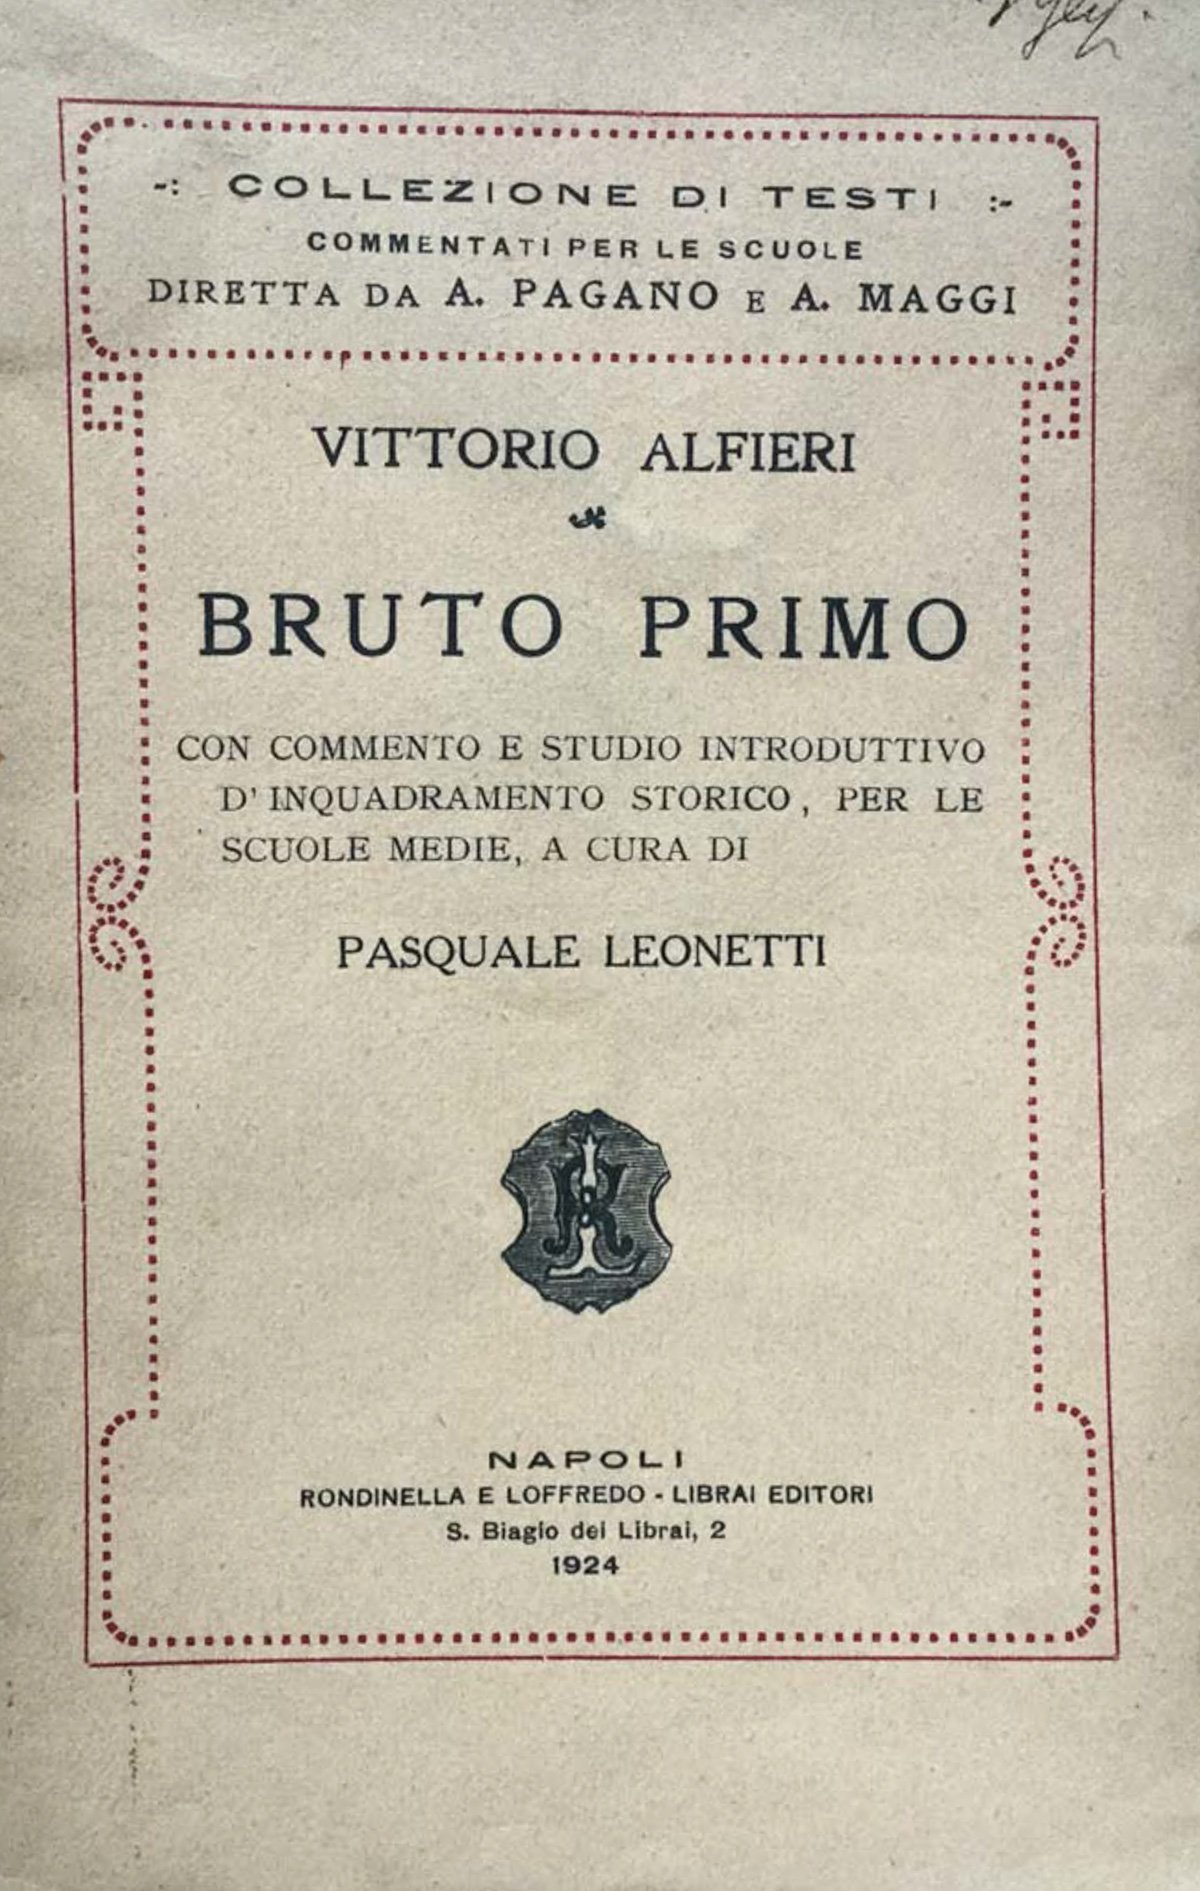 -: COLLEZIONE DI TESTI :-
COMMENTATI PER LE SCUOLE
DIRETTA DA A. PAGANO E A. MAGGI
VITTORIO ALFIERI
BRUTO PRIMO
CON COMMENTO E STUDIO INTRODUTTIVO
D'INQUADRAMENTO STORICO, PER LE
SCUOLE MEDIE, A CURA DI
PASQUALE LEONETTI
NAPOLI
RONDINELLA E LOFFREDO - LIBRAI EDITORI
S. Biagio dei Librai, 2
1924